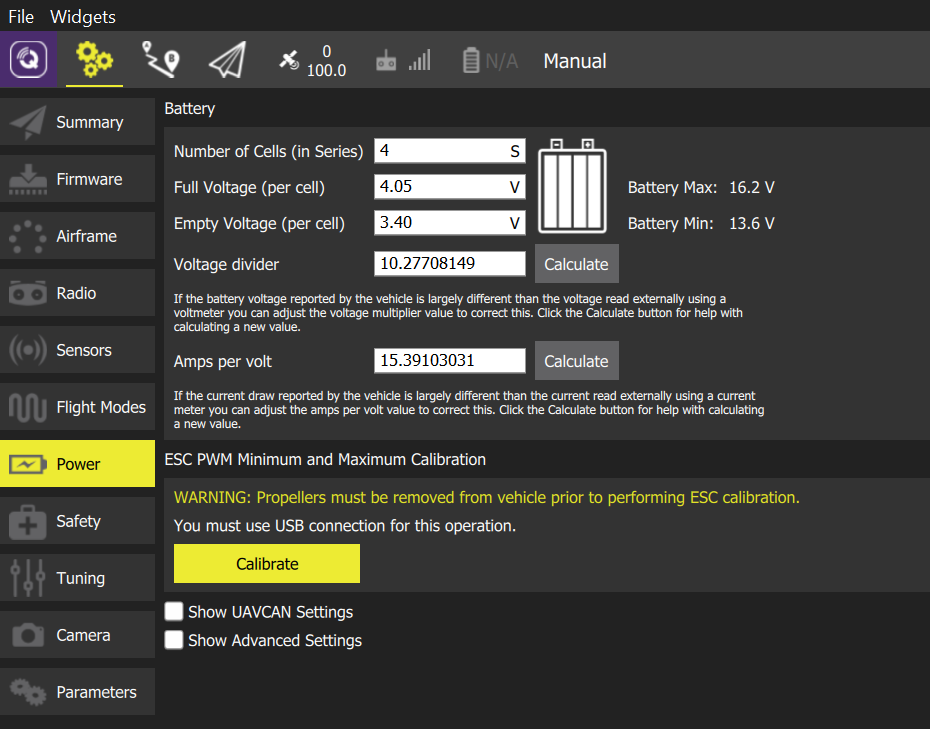 File Widgets
0
100.0
N/A
Manual
Summary
Firmware
Airframe
Radio
Sensors
Flight Modes
Power
Safety
Tuning
Camera
Parameters
Battery
Number of Cells (in Series) 4 S
Full Voltage (per cell) 4.05 V
Battery Max: 16.2 V
Empty Voltage (per cell) 3.40 V
Battery Min: 13.6 V
Voltage divider 10.27708149 Calculate
If the battery voltage reported by the vehicle is largely different than the voltage read externally using a
voltmeter you can adjust the voltage multiplier value to correct this. Click the Calculate button for help with
calculating a new value.
Amps per volt 15.39103031 Calculate
If the current draw reported by the vehicle is largely different than the current read externally using a current
meter you can adjust the amps per volt value to correct this. Click the Calculate button for help with calculating
a new value.
ESC PWM Minimum and Maximum Calibration
WARNING: Propellers must be removed from vehicle prior to performing ESC calibration.
You must use USB connection for this operation.
Calibrate
Show UAVCAN Settings
Show Advanced Settings